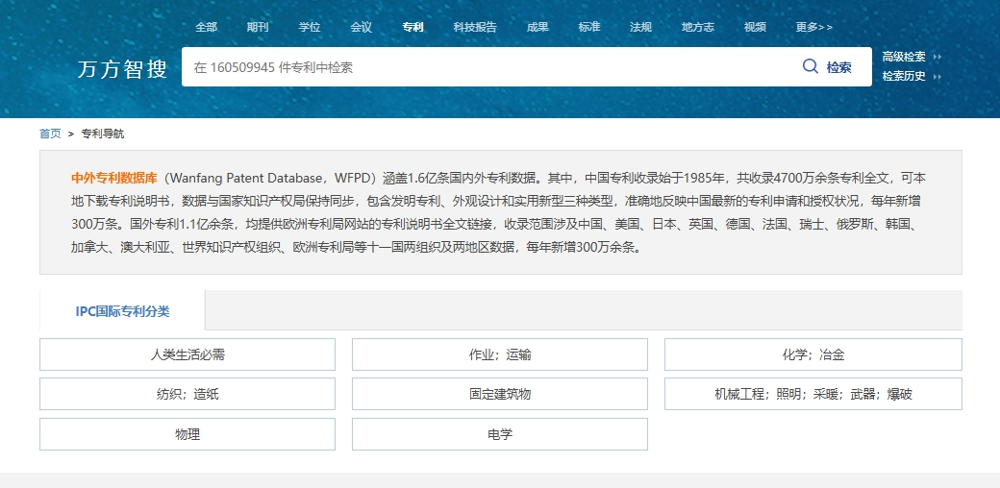 全部 期刊 学位 会议 专利 科技报告 成果 标准 法规 地方志 视频 更多>>
万方智搜 在 160509945 件专利中检索 检索
高级检索
检索历史
首页 > 专利导航
中外专利数据库（Wanfang Patent Database，WFPD）涵盖1.6亿条国内外专利数据。其中，中国专利收录始于1985年，共收录4700万余条专利全文，可本
地下载专利说明书，数据与国家知识产权局保持同步，包含发明专利、外观设计和实用新型三种类型，准确地反映中国最新的专利申请和授权状况，每年新增
300万条。国外专利1.1亿余条，均提供欧洲专利局网站的专利说明书全文链接，收录范围涉及中国、美国、日本、英国、德国、法国、瑞士、俄罗斯、韩国、
加拿大、澳大利亚、世界知识产权组织、欧洲专利局等十一国两组织及两地区数据，每年新增300万余条。
IPC国际专利分类
人类生活必需 作业；运输 化学；冶金
纺织；造纸 固定建筑物 机械工程；照明；采暖；武器；爆破
物理 电学